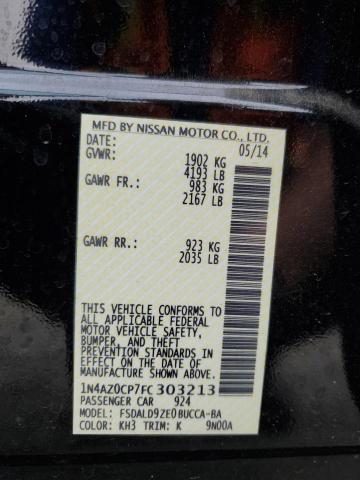 MFD BY NISSAN MOTOR CO., LTD.
DATE: 05/14
GVWR: 1902 KG
4193 LB
GAWR FR.: 983 KG
2167 LB
GAWR RR.: 923 KG
2035 LB
THIS VEHICLE CONFORMS TO
ALL APPLICABLE FEDERAL
MOTOR VEHICLE SAFETY,
BUMPER, AND THEFT
PREVENTION STANDARDS
IN EFFECT ON THE DATE OF
MANUFACTURE SHOWN ABOVE.
1N4AZ0CP7FC303213
PASSENGER CAR 924
MODEL: FSDALD9ZE0BUCCA-BA
COLOR: KH3 TRIM: K 9N00A